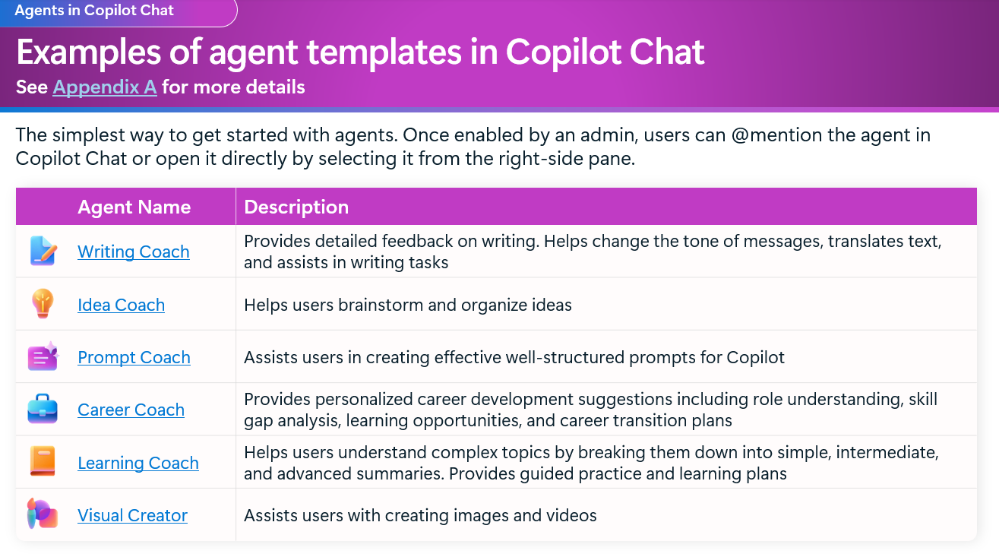 Agents in Copilot Chat
Examples of agent templates in Copilot Chat
See Appendix A for more details
The simplest way to get started with agents. Once enabled by an admin, users can @mention the agent in
Copilot Chat or open it directly by selecting it from the right-side pane.
Agent Name Description
Writing Coach Provides detailed feedback on writing. Helps change the tone of messages, translates text,
and assists in writing tasks
Idea Coach Helps users brainstorm and organize ideas
Prompt Coach Assists users in creating effective well-structured prompts for Copilot
Career Coach Provides personalized career development suggestions including role understanding, skill
gap analysis, learning opportunities, and career transition plans
Learning Coach Helps users understand complex topics by breaking them down into simple, intermediate,
and advanced summaries. Provides guided practice and learning plans
Visual Creator Assists users with creating images and videos